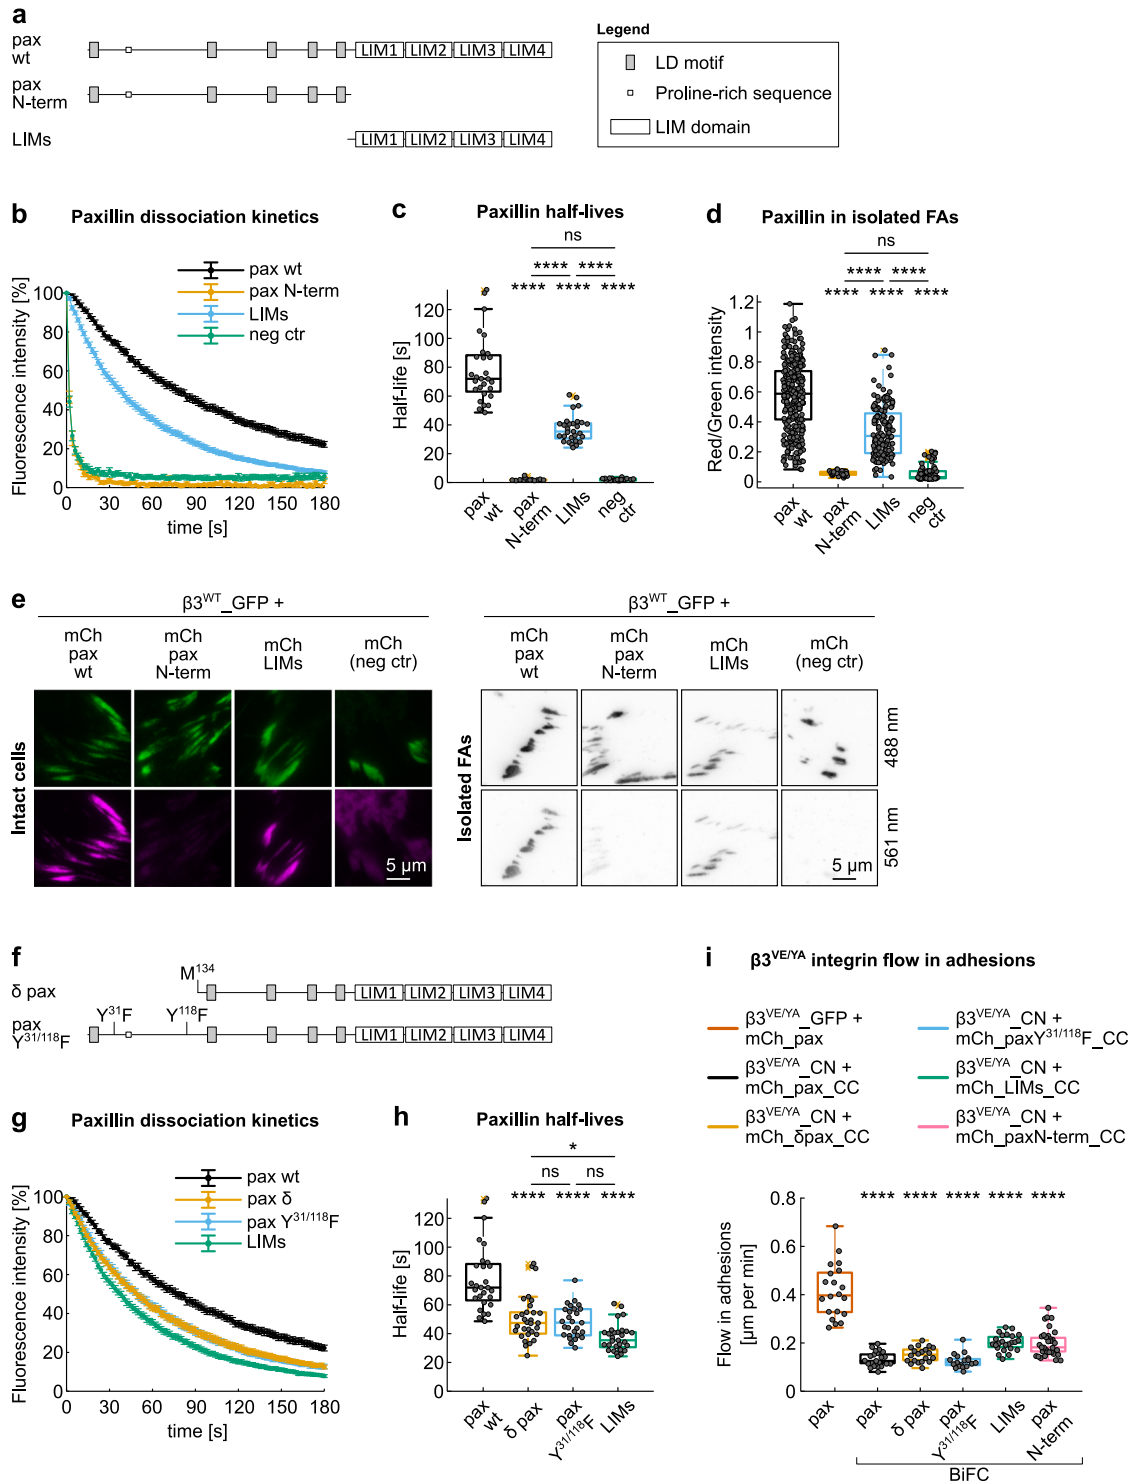 a
pax
wt
LIM1 LIM2 LIM3 LIM4
pax
N-term
LIMs
LIM1 LIM2 LIM3 LIM4
Legend
LD motif
Proline-rich sequence
LIM domain
b Paxillin dissociation kinetics
pax wt
pax N-term
LIMs
neg ctr
Fluorescence intensity [%]
100
80
60
40
20
0
0 30 60 90 120 150 180
time [s]
c Paxillin half-lives
ns
**** ****
**** **** ****
Half-life [s]
120
100
80
60
40
20
0
pax wt
pax N-term
LIMs
neg ctr
d Paxillin in isolated FAs
ns
**** ****
**** **** ****
Red/Green intensity
1.2
1
0.8
0.6
0.4
0.2
0
pax wt
pax N-term
LIMs
neg ctr
e
β3ᵂᵀ_GFP +
mCh pax wt
mCh pax N-term
mCh LIMs
mCh (neg ctr)
Intact cells
5 μm
β3ᵂᵀ_GFP +
mCh pax wt
mCh pax N-term
mCh LIMs
mCh (neg ctr)
Isolated FAs
488 nm
561 nm
5 μm
f
M¹³⁴
δ pax
LIM1 LIM2 LIM3 LIM4
Y³¹F Y¹¹⁸F
pax
Y³¹/¹¹⁸F
LIM1 LIM2 LIM3 LIM4
g Paxillin dissociation kinetics
pax wt
pax δ
pax Y³¹/¹¹⁸F
LIMs
Fluorescence intensity [%]
100
80
60
40
20
0
0 30 60 90 120 150 180
time [s]
h Paxillin half-lives
*
ns ns
**** **** ****
Half-life [s]
120
100
80
60
40
20
0
pax wt
δ pax
pax Y³¹/¹¹⁸F
LIMs
i β3ⱽᴱ/ʸᴬ integrin flow in adhesions
β3ⱽᴱ/ʸᴬ_GFP +
mCh_pax
β3ⱽᴱ/ʸᴬ_CN +
mCh_pax_CC
β3ⱽᴱ/ʸᴬ_CN +
mCh_δpax_CC
β3ⱽᴱ/ʸᴬ_CN +
mCh_paxY³¹/¹¹⁸F_CC
β3ⱽᴱ/ʸᴬ_CN +
mCh_LIMs_CC
β3ⱽᴱ/ʸᴬ_CN +
mCh_paxN-term_CC
**** **** **** **** ****
Flow in adhesions
[μm per min]
0.8
0.6
0.4
0.2
0
pax
pax
δ pax
pax Y³¹/¹¹⁸F
LIMs
pax N-term
BiFC